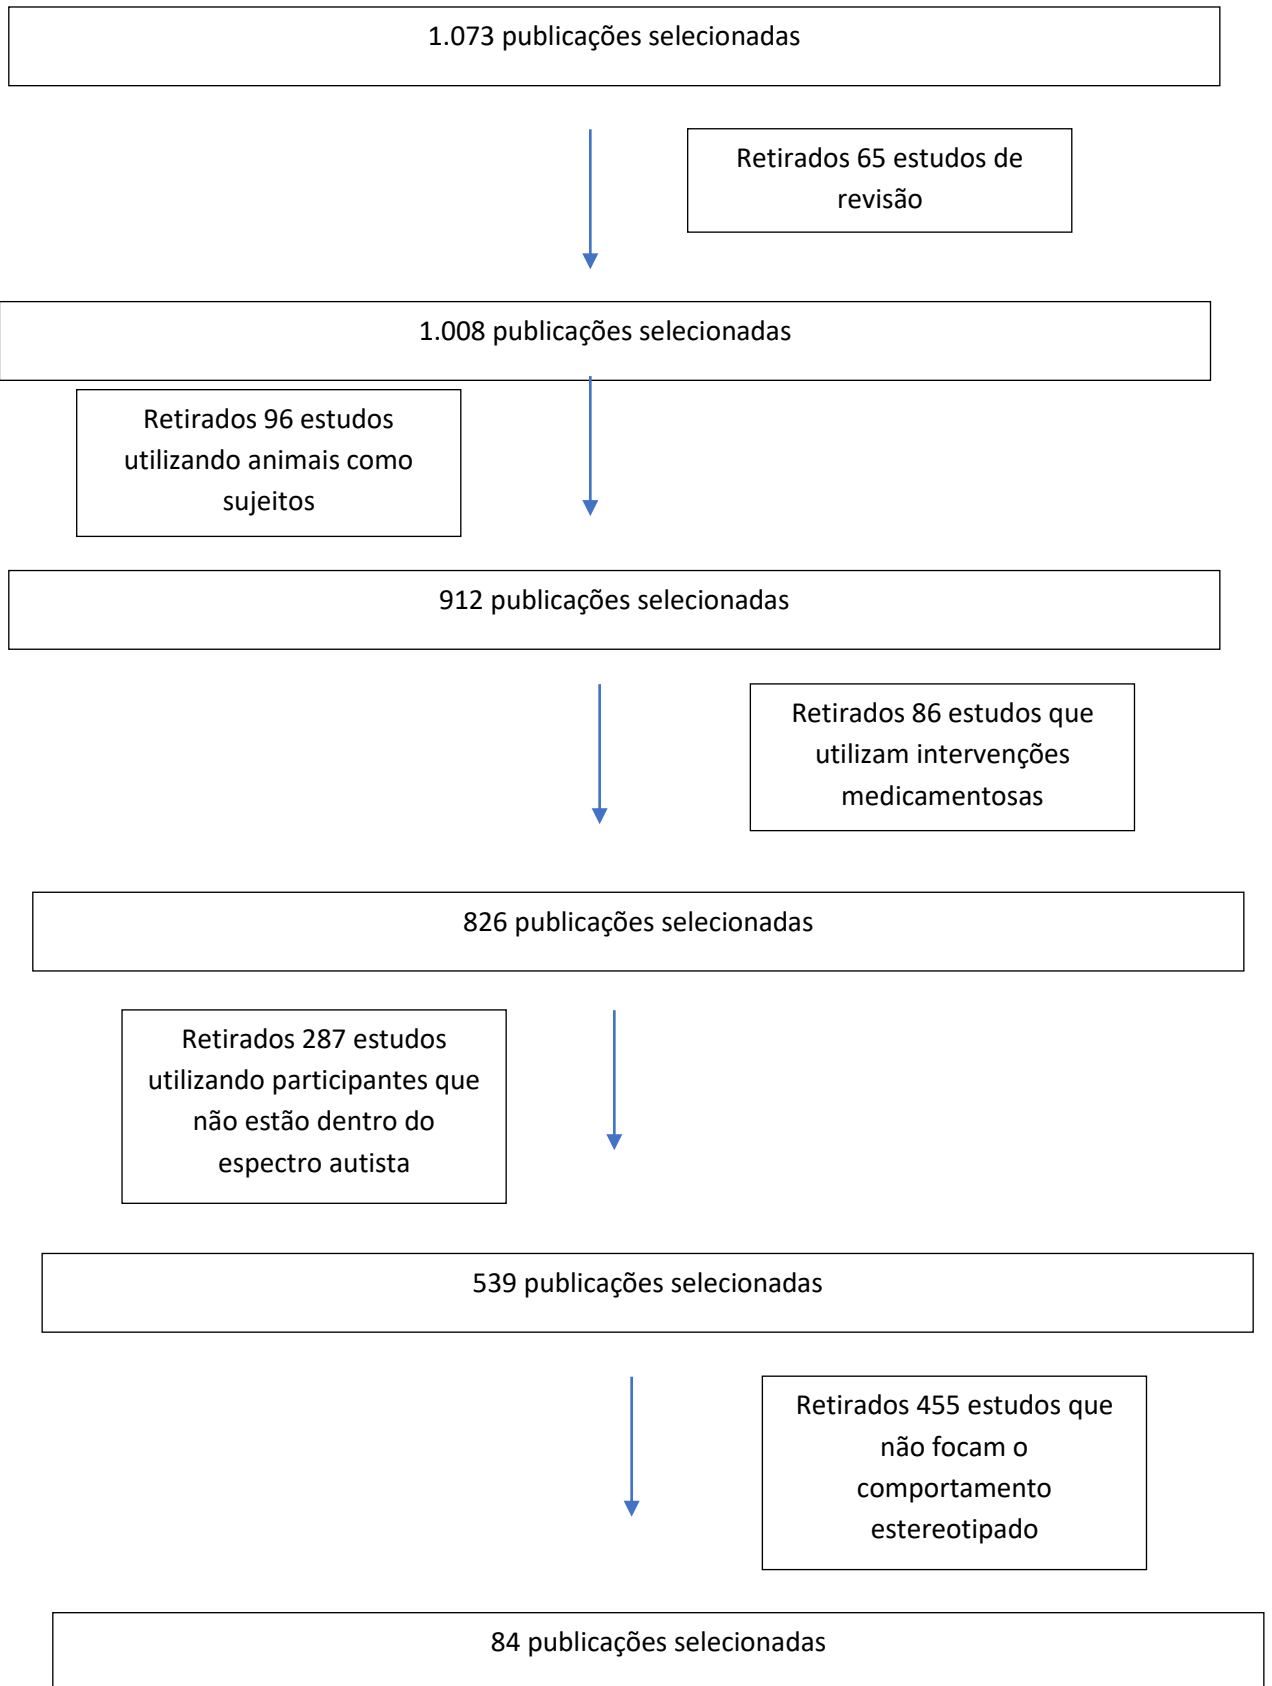 1.073 publicações selecionadas
Retirados 65 estudos de
revisão
1.008 publicações selecionadas
Retirados 96 estudos
utilizando animais como
sujeitos
912 publicações selecionadas
Retirados 86 estudos que
utilizam intervenções
medicamentosas
826 publicações selecionadas
Retirados 287 estudos
utilizando participantes que
não estão dentro do
espectro autista
539 publicações selecionadas
Retirados 455 estudos que
não focam o
comportamento
estereotipado
84 publicações selecionadas